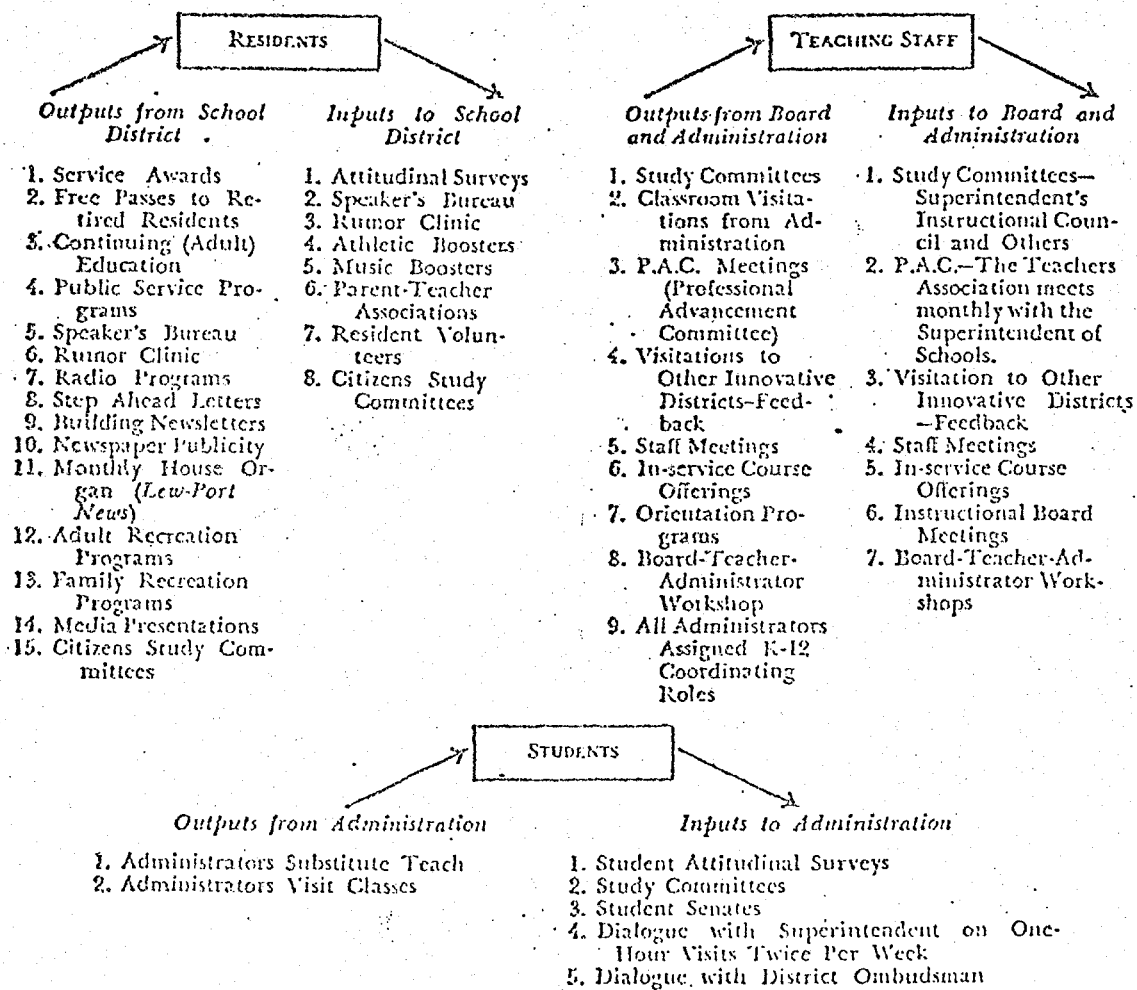 RESIDENTS
Outputs from School
District
1. Service Awards
2. Free Passes to Re-
tired Residents
3. Continuing (Adult)
Education
4. Public Service Pro-
grams
5. Speaker's Bureau
6. Rumor Clinic
7. Radio Programs
8. Step Ahead Letters
9. Building Newsletters
10. Newspaper Publicity
11. Monthly House Or-
gan (Lew-Port
News)
12. Adult Recreation
Programs
13. Family Recreation
Programs
14. Media Presentations
15. Citizens Study Com-
mittees
Inputs to School
District
1. Attitudinal Surveys
2. Speaker's Bureau
3. Rumor Clinic
4. Athletic Boosters
5. Music Boosters
6. Parent-Teacher
Associations
7. Resident Volun-
teers
8. Citizens Study
Committees
TEACHING STAFF
Outputs from Board
and Administration
1. Study Committees
2. Classroom Visita-
tions from Ad-
ministration
3. P.A.C. Meetings
(Professional
Advancement
Committee)
4. Visitations to
Other Innovative
Districts–Feed-
back
5. Staff Meetings
6. In-service Course
Offerings
7. Orientation Pro-
grams
8. Board-Teacher-
Administrator
Workshop
9. All Administrators
Assigned K-12
Coordinating
Roles
Inputs to Board and
Administration
1. Study Committees—
Superintendent's
Instructional Coun-
cil and Others
2. P.A.C.—The Teachers
Association meets
monthly with the
Superintendent of
Schools.
3. Visitation to Other
Innovative Districts
—Feedback
4. Staff Meetings
5. In-service Course
Offerings
6. Instructional Board
Meetings
7. Board-Teacher-Ad-
ministrator Work-
shops
STUDENTS
Outputs from Administration
1. Administrators Substitute Teach
2. Administrators Visit Classes
Inputs to Administration
1. Student Attitudinal Surveys
2. Study Committees
3. Student Senates
4. Dialogue with Superintendent on One-
Hour Visits Twice Per Week
5. Dialogue with District Ombudsman